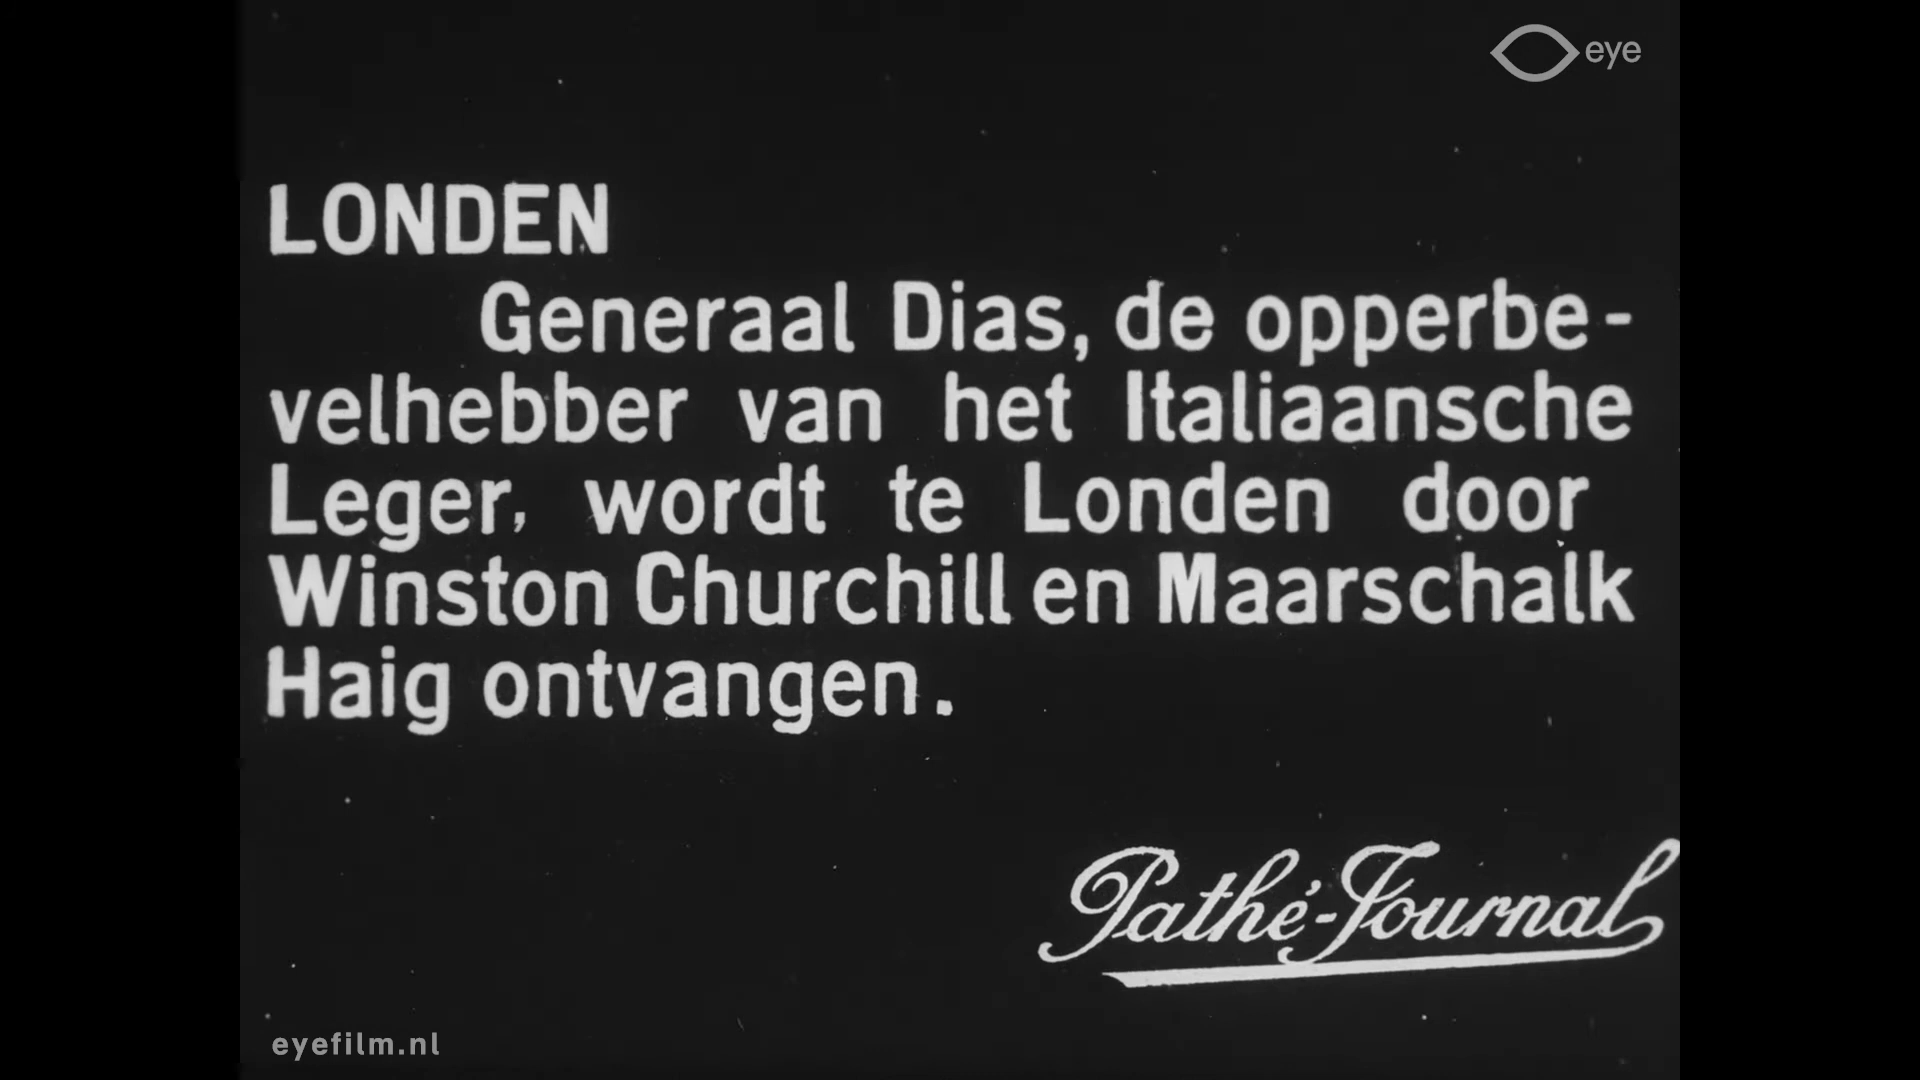 eye
LONDEN
Generaal Dias, de opperbe-
velhebber van het Italiaansche
Leger, wordt te Londen door
Winston Churchill en Maarschalk
Haig ontvangen.
Pathé-Journal
eyefilm.nl